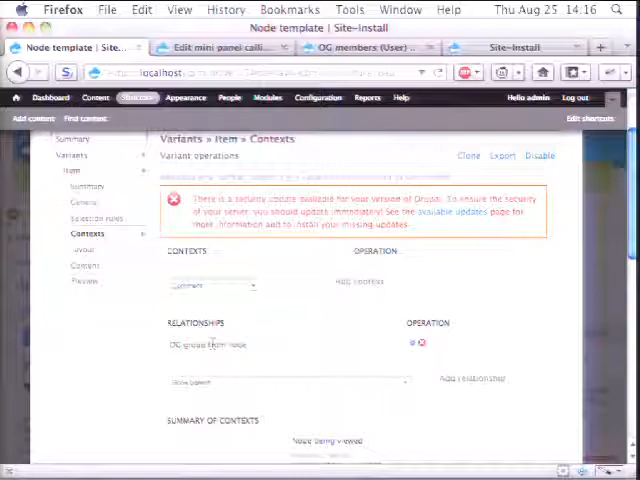 Firefox File Edit View History Bookmarks Tools Window Help Thu Aug 25 14:16
Node template | Site-Install
Node template | Site-Inst... Edit mini panel calli... OG members (User) ... Site-Install
localhost
Dashboard Content Structure Appearance People Modules Configuration Reports Help Hello admin Log out
Add content Find content Edit shortcuts
Summary
Variants » Item » Contexts
Variants
Variant operations Clone Export Disable
Item
Summary
General
Selection rules
Contexts
Layout
Content
Preview
There is a security update available for your version of Drupal. To ensure the security
of your server, you should update immediately! See the available updates page for
more information and to install your missing updates.
CONTEXTS OPERATION
Comment Add context
RELATIONSHIPS OPERATION
OG group from node
Book parent Add relationship
SUMMARY OF CONTEXTS
Node being viewed